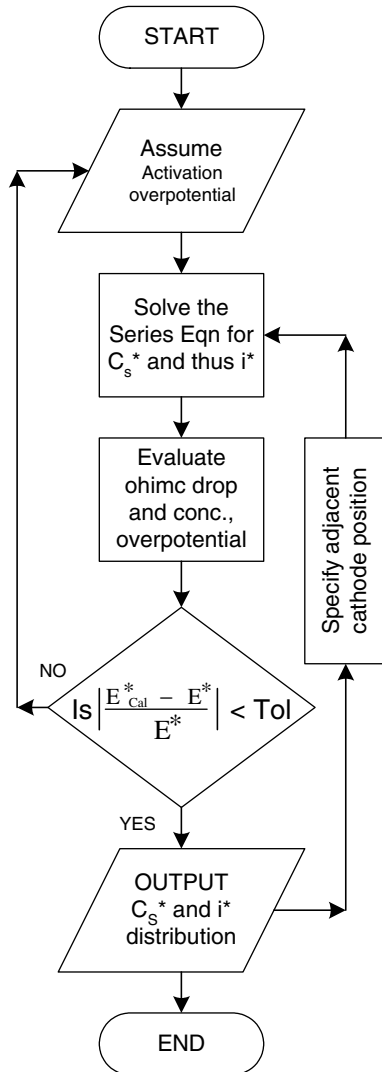 START
Assume
Activation
overpotential
Solve the
Series Eqn for
Cs* and thus i*
Evaluate
ohimc drop
and conc.,
overpotential
Specify adjacent
cathode position
NO
Is |(E*Cal - E*)/E*| < Tol
YES
OUTPUT
CS* and i*
distribution
END